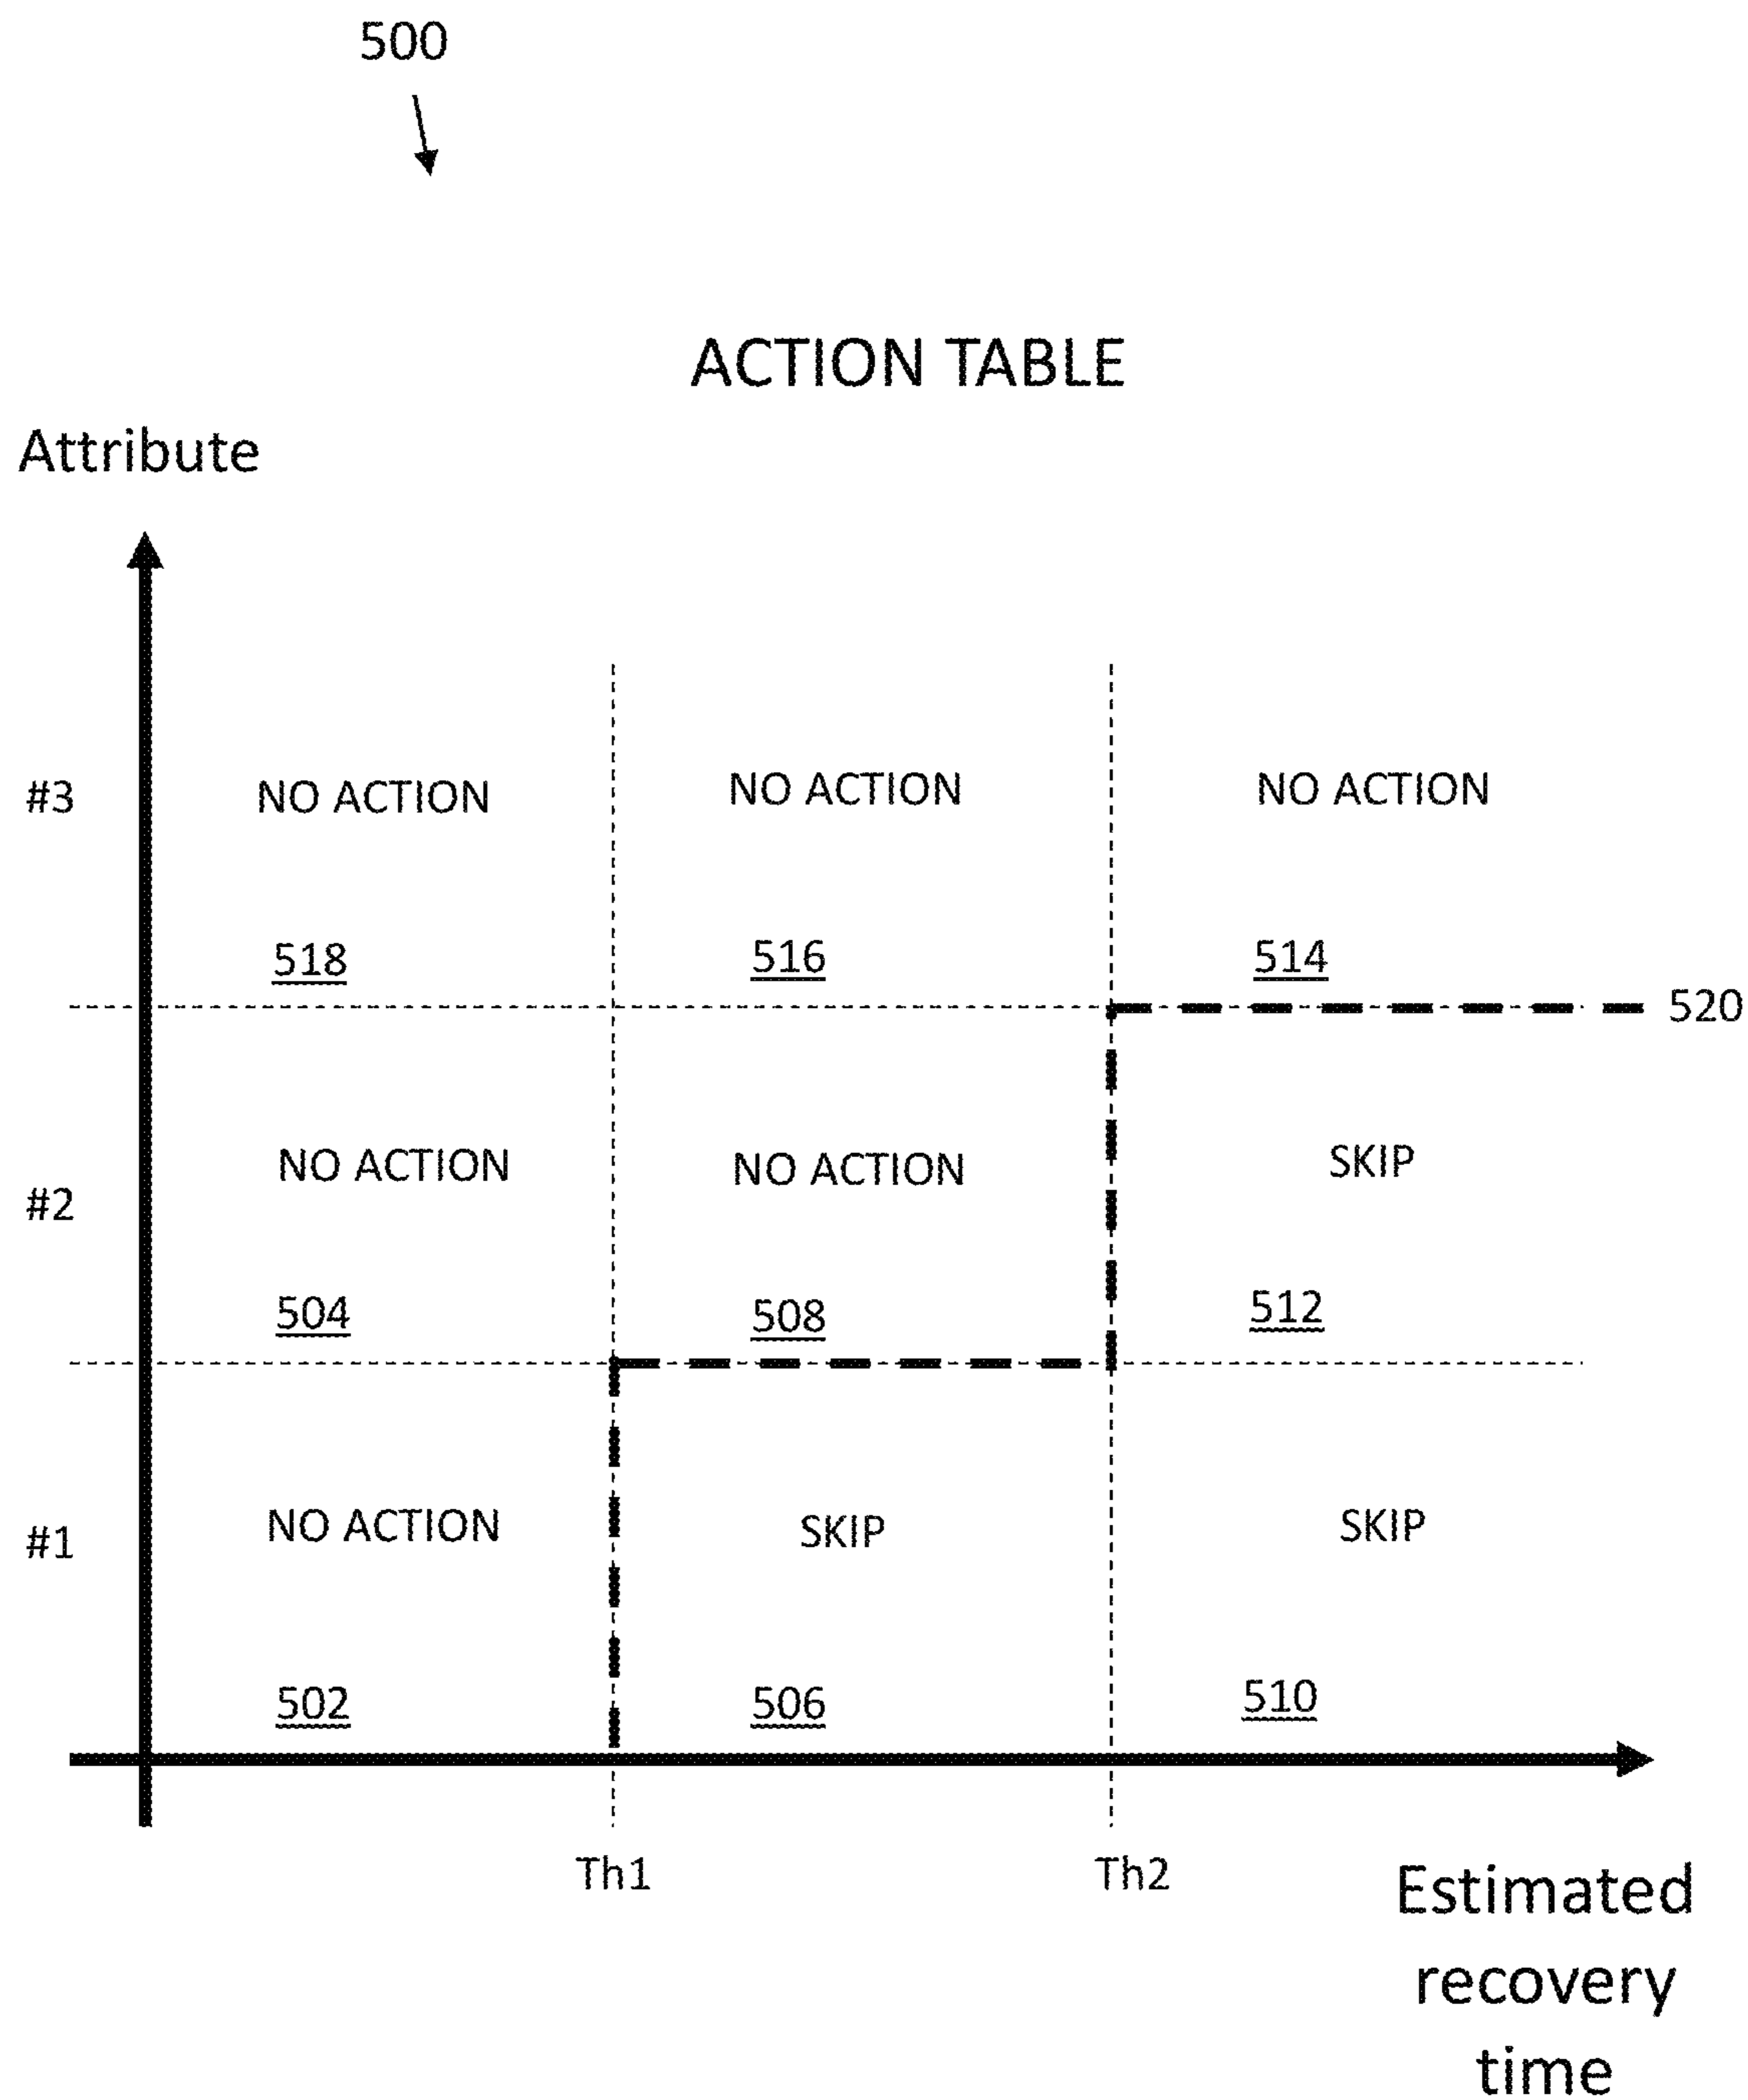 500
ACTION TABLE
Attribute
#3
NO ACTION
NO ACTION
NO ACTION
518
516
514
520
#2
NO ACTION
NO ACTION
SKIP
504
508
512
#1
NO ACTION
SKIP
SKIP
502
506
510
Th1
Th2
Estimated
recovery
time